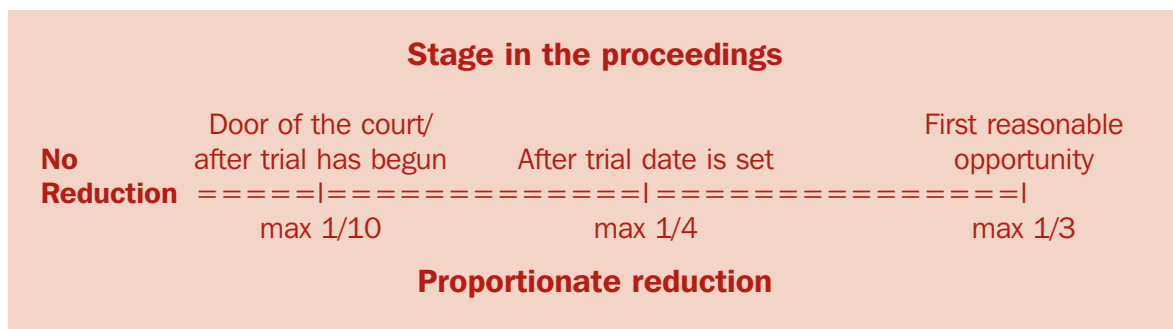 Stage in the proceedings
Door of the court/ First reasonable
No after trial has begun After trial date is set opportunity
Reduction =====I=============I===============I
max 1/10 max 1/4 max 1/3
Proportionate reduction